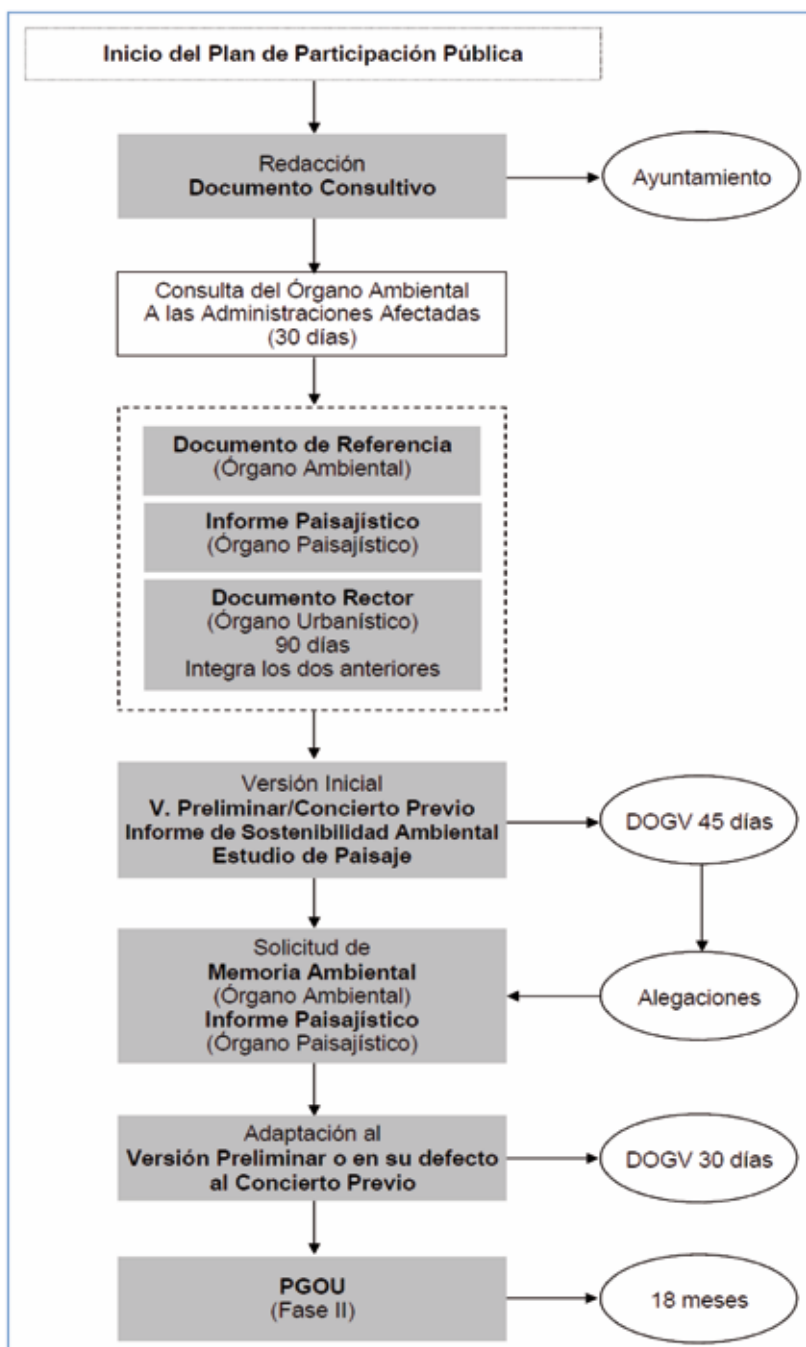 Inicio del Plan de Participación Pública
Redacción
Documento Consultivo
Ayuntamiento
Consulta del Órgano Ambiental
A las Administraciones Afectadas
(30 días)
Documento de Referencia
(Órgano Ambiental)
Informe Paisajístico
(Órgano Paisajístico)
Documento Rector
(Órgano Urbanístico)
90 días
Integra los dos anteriores
Versión Inicial
V. Preliminar/Concierto Previo
Informe de Sostenibilidad Ambiental
Estudio de Paisaje
DOGV 45 días
Solicitud de
Memoria Ambiental
(Órgano Ambiental)
Informe Paisajístico
(Órgano Paisajístico)
Alegaciones
Adaptación al
Versión Preliminar o en su defecto
al Concierto Previo
DOGV 30 días
PGOU
(Fase II)
18 meses